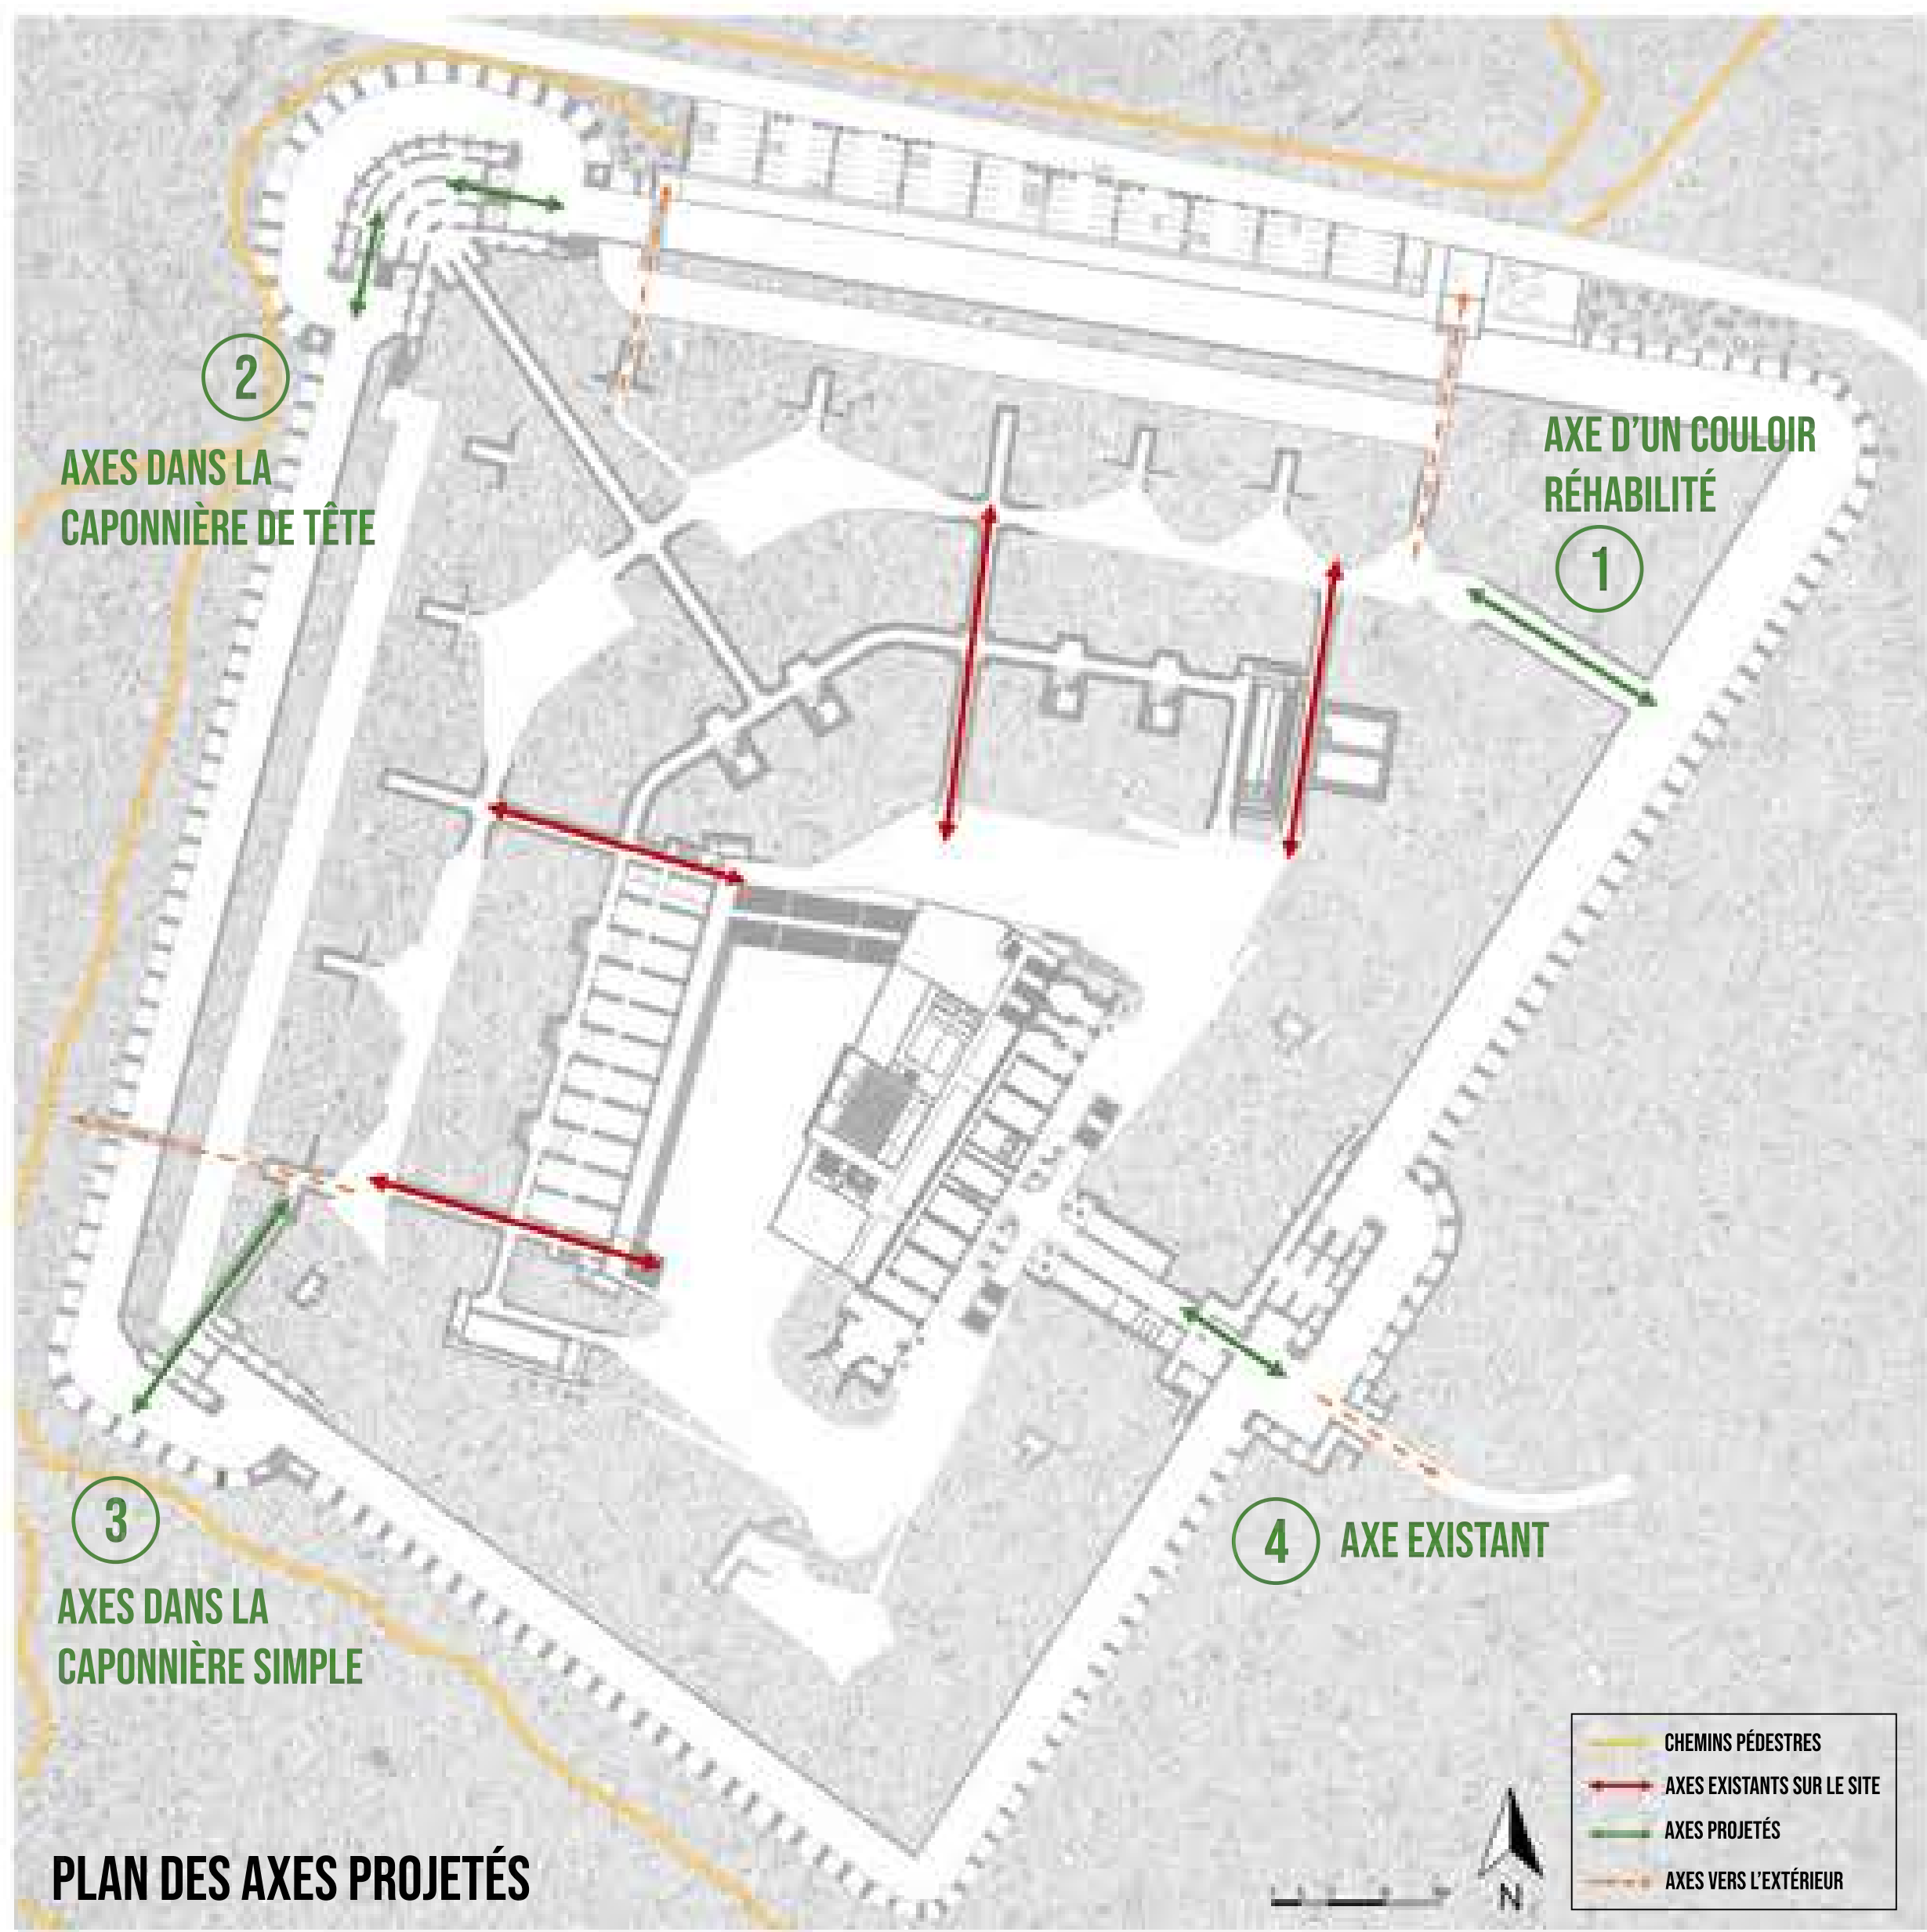 AXE D'UN COULOIR
RÉHABILITÉ
1
2
AXES DANS LA
CAPONNIÈRE DE TÊTE
3
AXES DANS LA
CAPONNIÈRE SIMPLE
4 AXE EXISTANT
PLAN DES AXES PROJETÉS
N
CHEMINS PÉDESTRES
AXES EXISTANTS SUR LE SITE
AXES PROJETÉS
AXES VERS L'EXTÉRIEUR